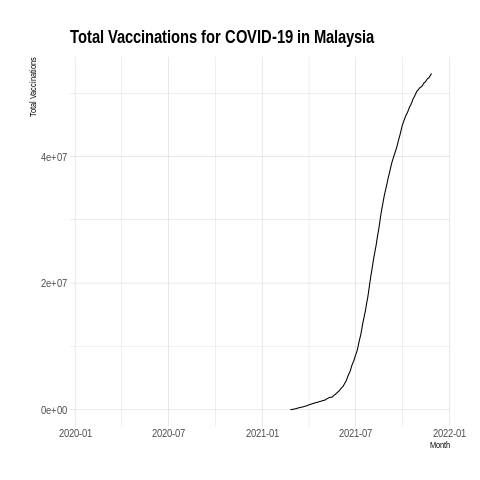 Total Vaccinations for COVID-19 in Malaysia
Total Vaccinations
4e+07
2e+07
0e+00
2020-01 2020-07 2021-01 2021-07 2022-01
Month